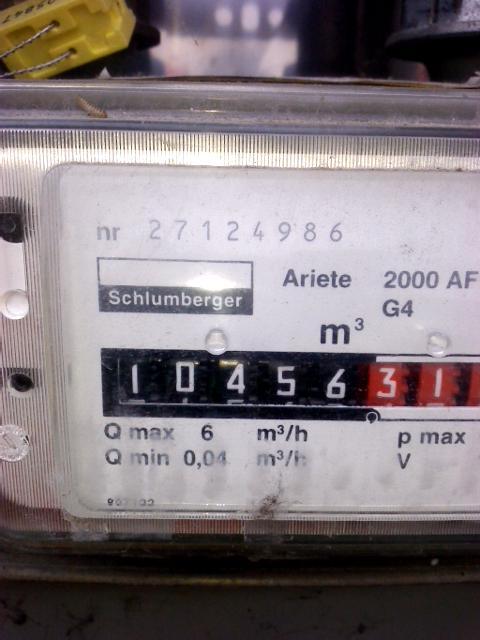 nr 27124986
Schlumberger
Ariete 2000 AF
G4
m³
1045631
Q max 6 m³/h p max
Q min 0,04 m³/h V